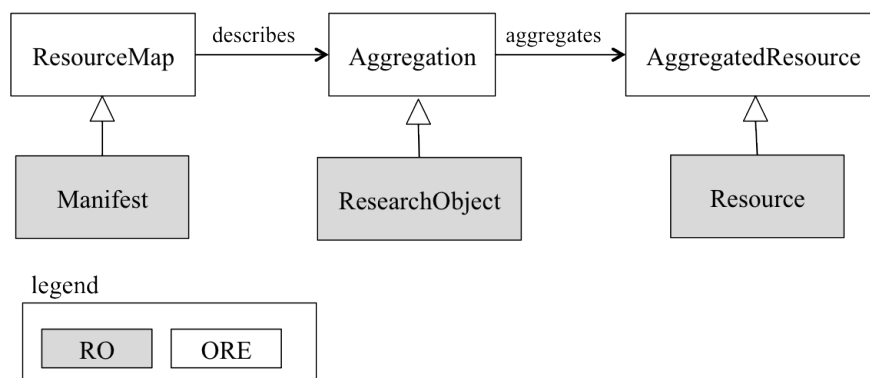 describes
aggregates
ResourceMap
Aggregation
AggregatedResource
Manifest
ResearchObject
Resource
legend
RO
ORE